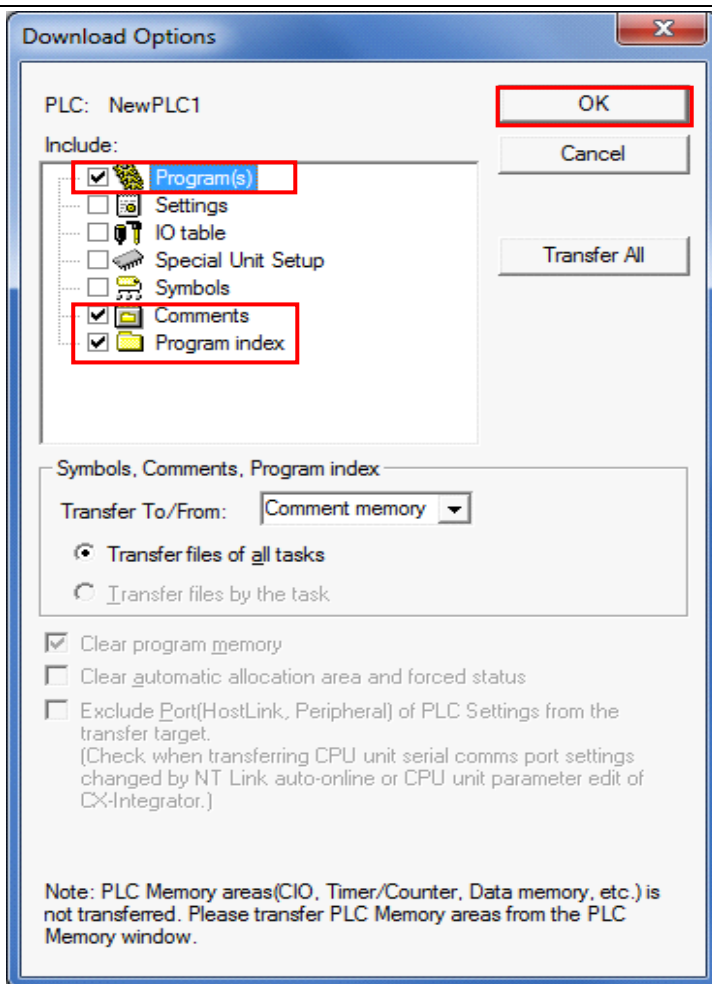 Download Options
PLC: NewPLC1
OK
Include:
Cancel
Program(s)
Settings
IO table
Transfer All
Special Unit Setup
Symbols
Comments
Program index
Symbols, Comments, Program index
Transfer To/From: Comment memory
Transfer files of all tasks
Transfer files by the task
Clear program memory
Clear automatic allocation area and forced status
Exclude Port(HostLink, Peripheral) of PLC Settings from the
transfer target.
(Check when transferring CPU unit serial comms port settings
changed by NT Link auto-online or CPU unit parameter edit of
CX-Integrator.)
Note: PLC Memory areas(CIO, Timer/Counter, Data memory, etc.) is
not transferred. Please transfer PLC Memory areas from the PLC
Memory window.